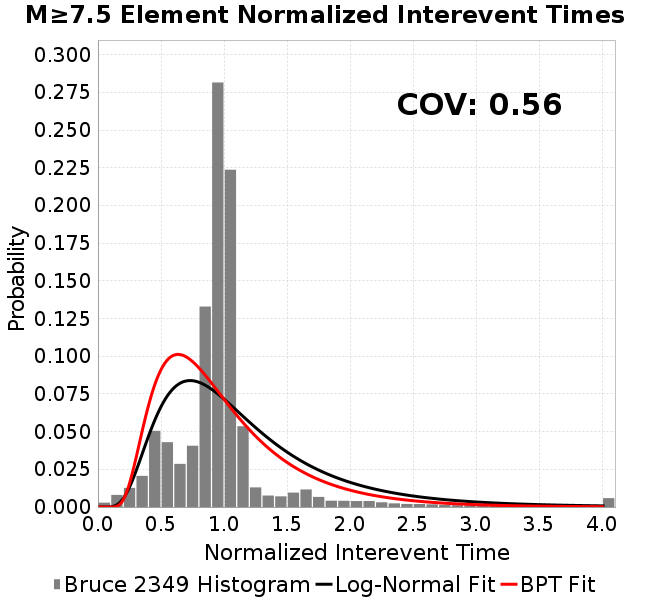 M≥7.5 Element Normalized Interevent Times
COV: 0.56
Probability
0.300
0.275
0.250
0.225
0.200
0.175
0.150
0.125
0.100
0.075
0.050
0.025
0.000
0.0 0.5 1.0 1.5 2.0 2.5 3.0 3.5 4.0
Normalized Interevent Time
Bruce 2349 Histogram Log-Normal Fit BPT Fit